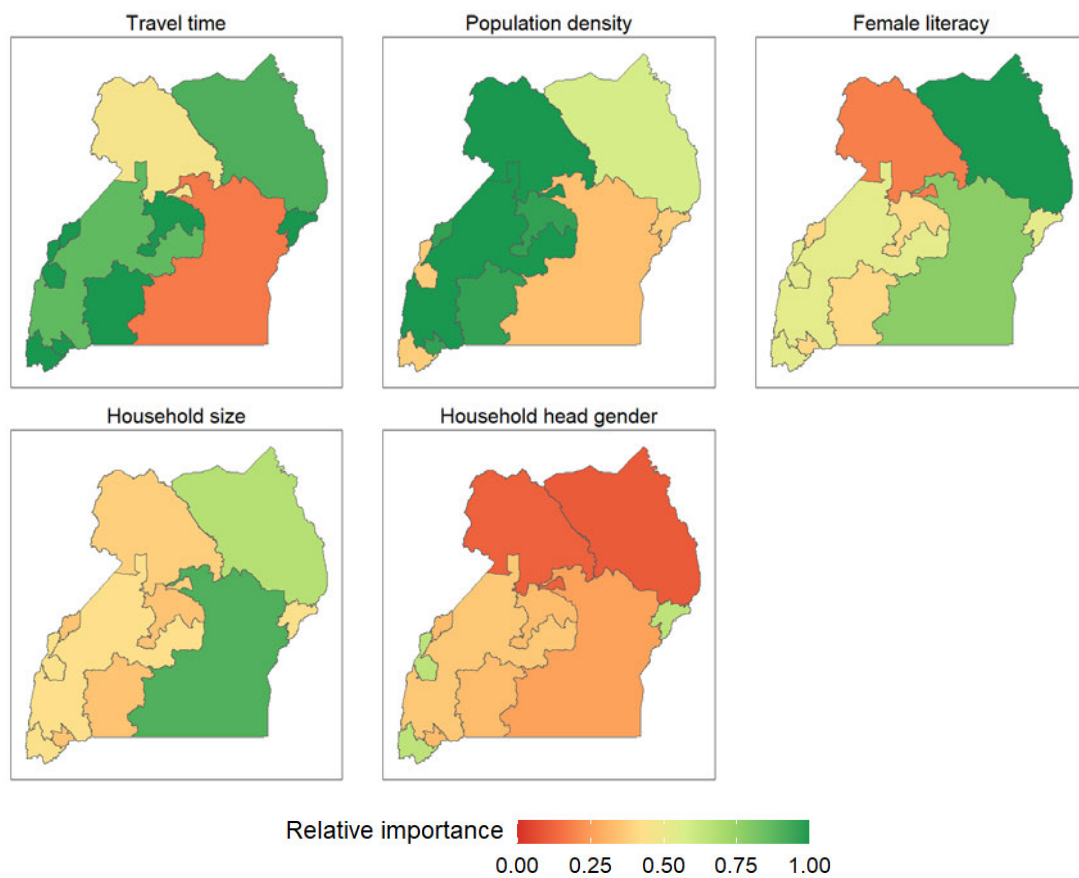 Travel time
Population density
Female literacy
Household size
Household head gender
Relative importance
0.00 0.25 0.50 0.75 1.00